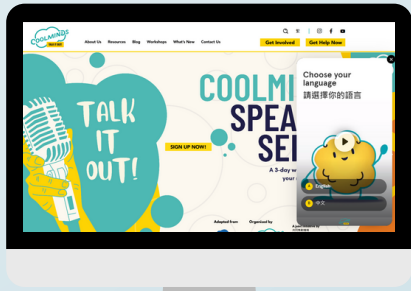 COOLMINDS
About Us Resources Blog Workshops What's New Contact Us
Get Involved Get Help Now
TALK
IT
OUT!
COOLMI
SPEA
SE
SIGN UP NOW!
A 3-day w
your
Adapted from Organised by
Choose your
language
請選擇你的語言
English
中文